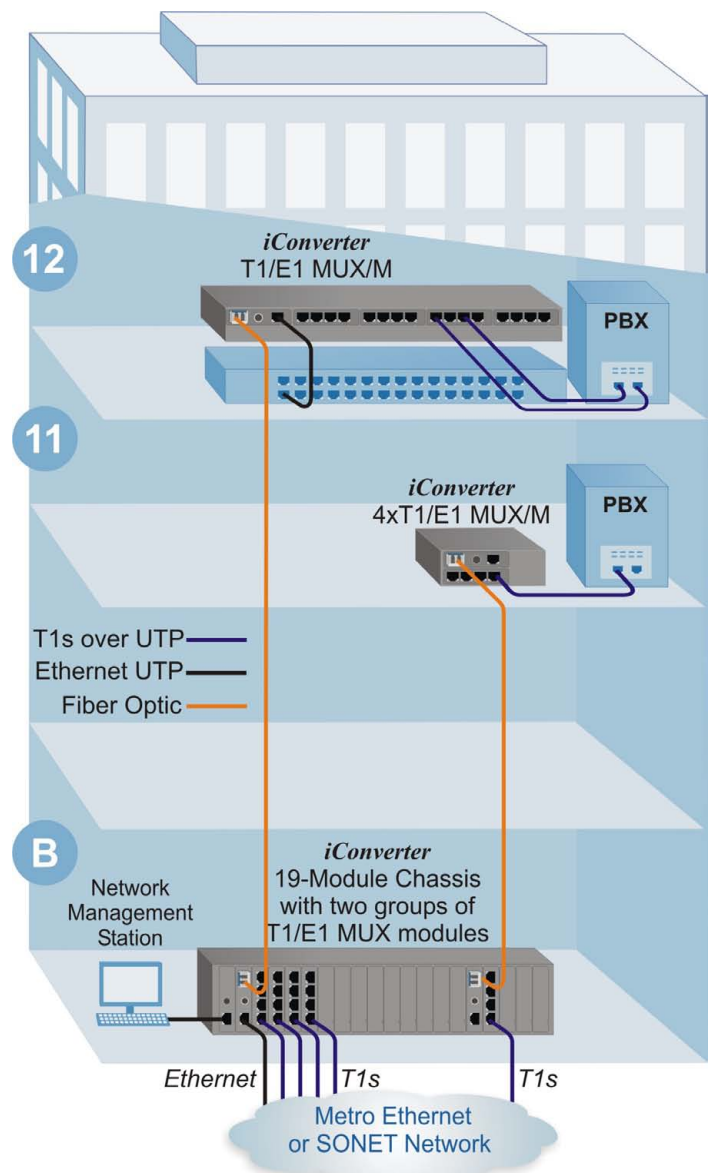 12
iConverter
T1/E1 MUX/M
PBX
11
iConverter
4xT1/E1 MUX/M
PBX
T1s over UTP
Ethernet UTP
Fiber Optic
B
iConverter
19-Module Chassis
with two groups of
T1/E1 MUX modules
Network
Management
Station
Ethernet
T1s
T1s
Metro Ethernet
or SONET Network